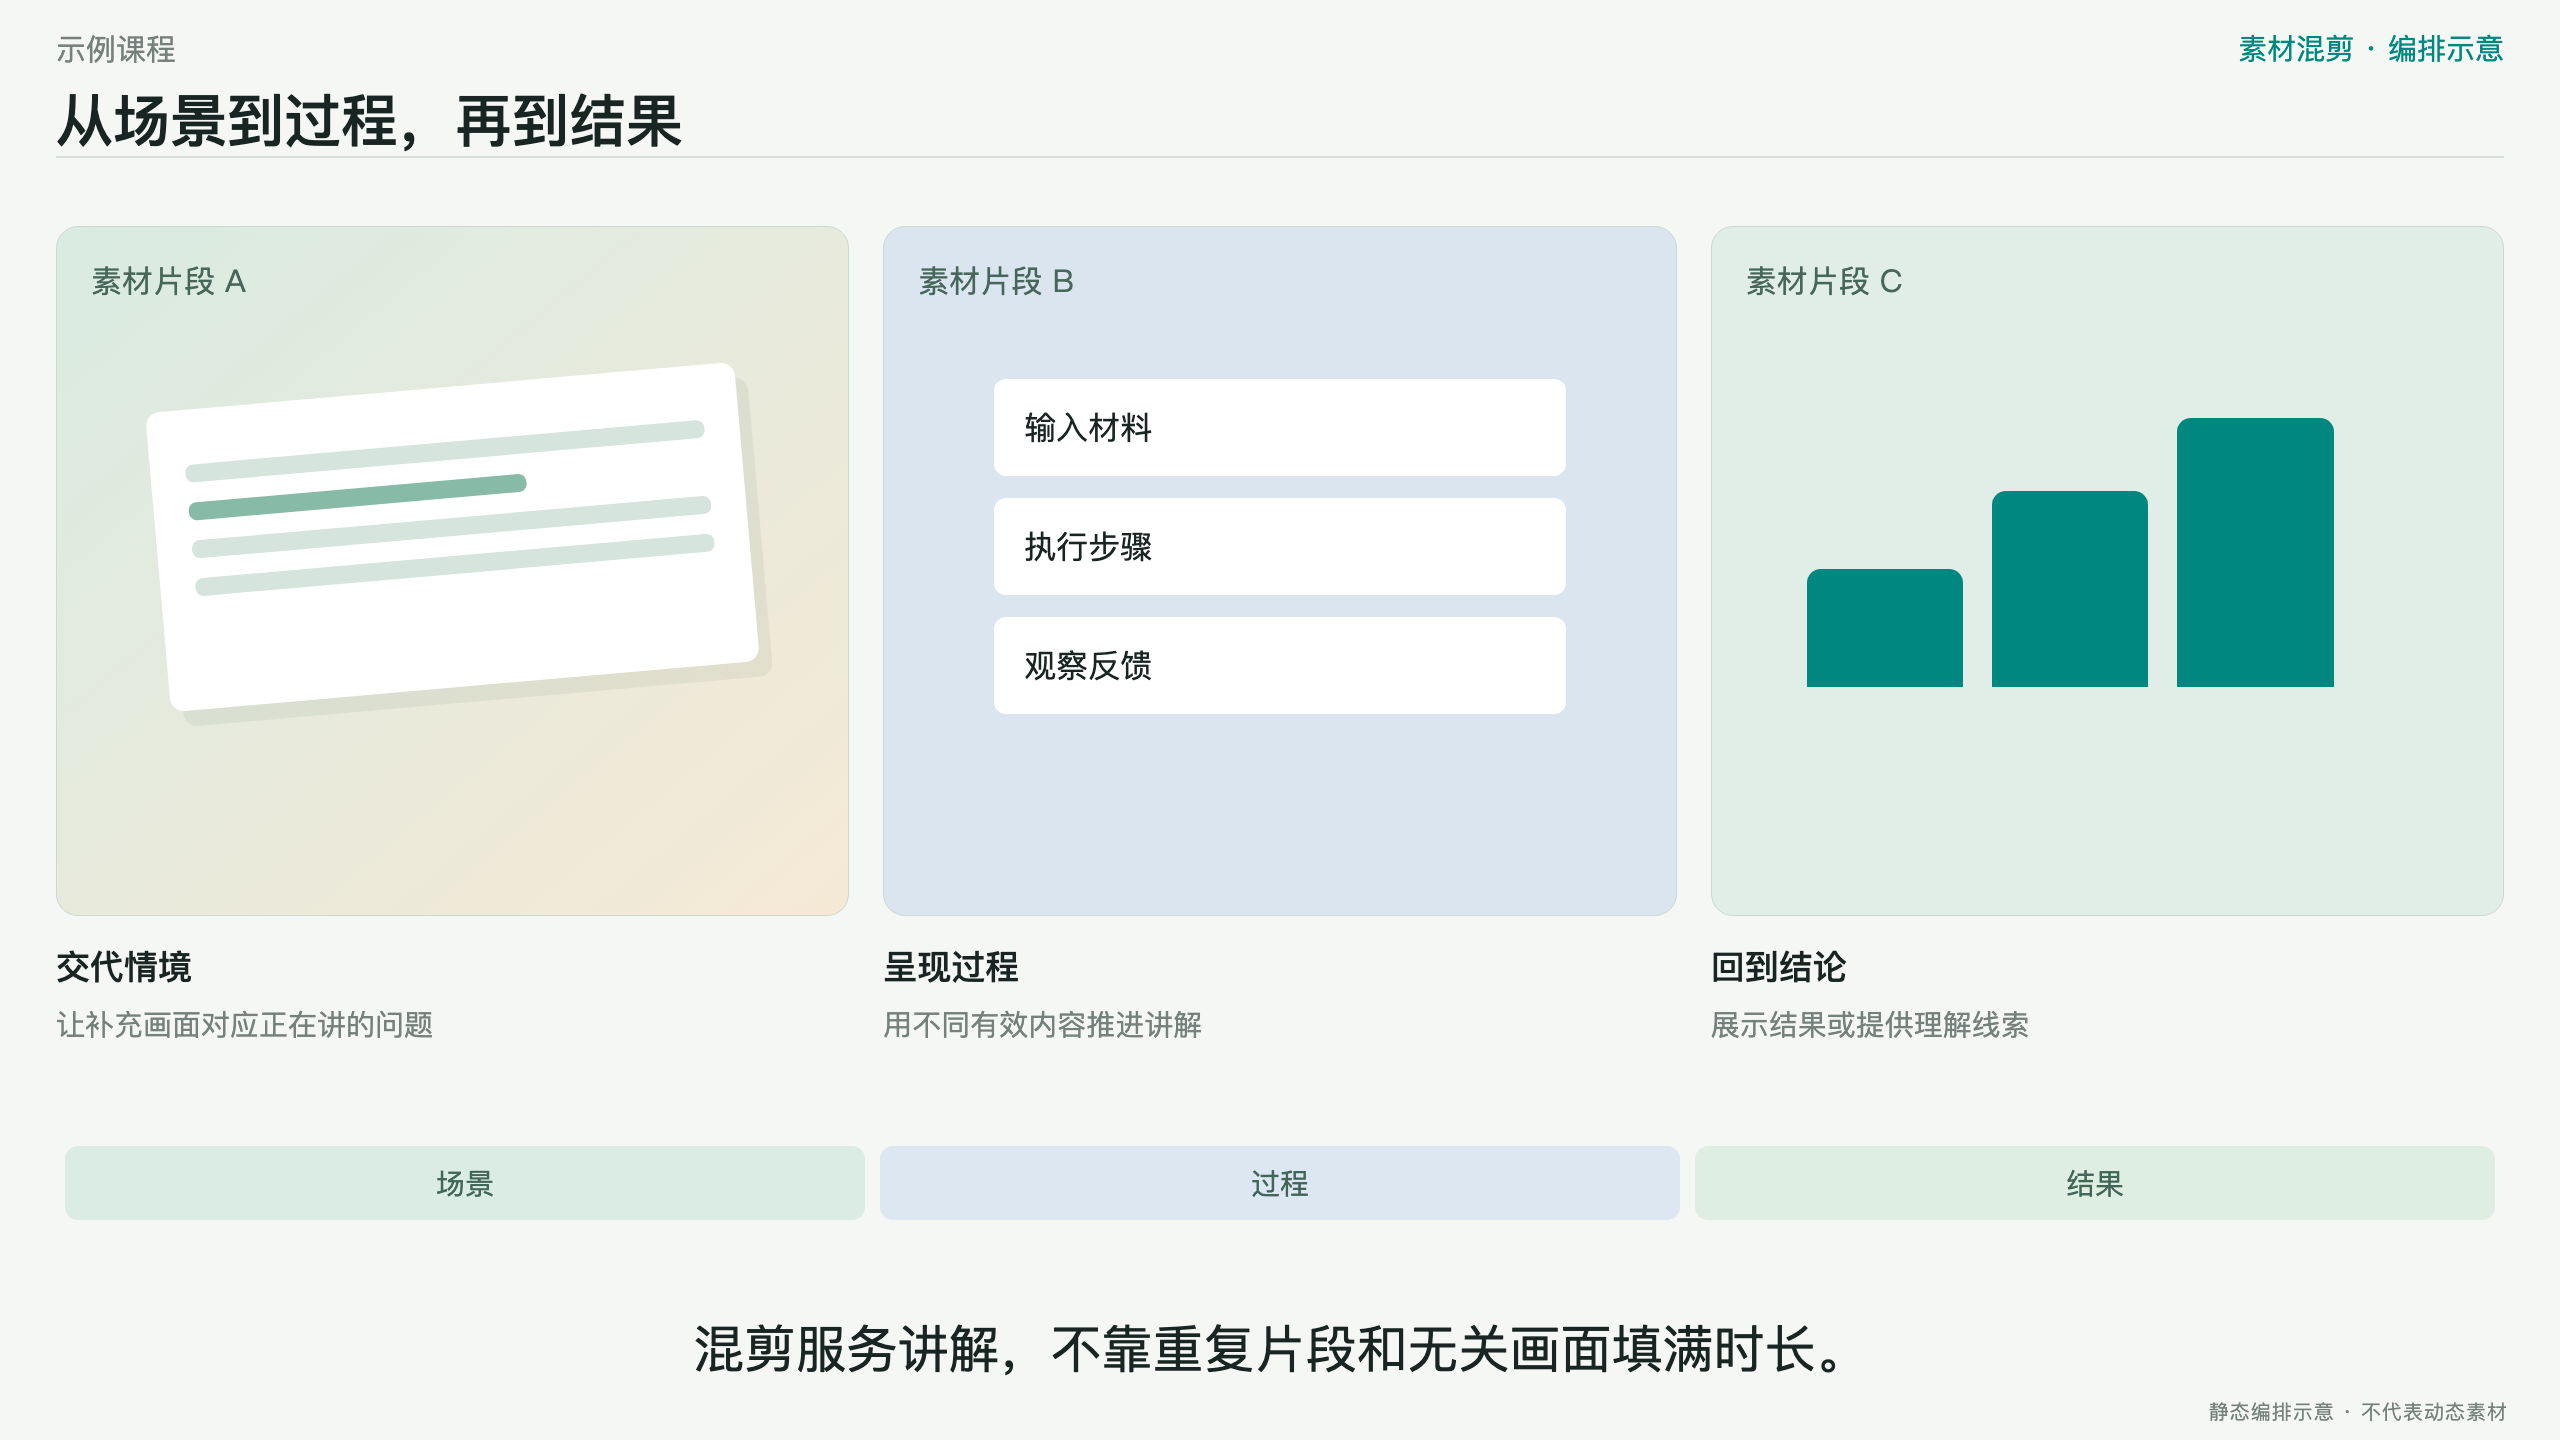 示例课程
素材混剪 · 编排示意
从场景到过程，再到结果
素材片段 A
素材片段 B
输入材料
执行步骤
观察反馈
素材片段 C
交代情境
让补充画面对应正在讲的问题
呈现过程
用不同有效内容推进讲解
回到结论
展示结果或提供理解线索
场景
过程
结果
混剪服务讲解，不靠重复片段和无关画面填满时长。
静态编排示意 · 不代表动态素材